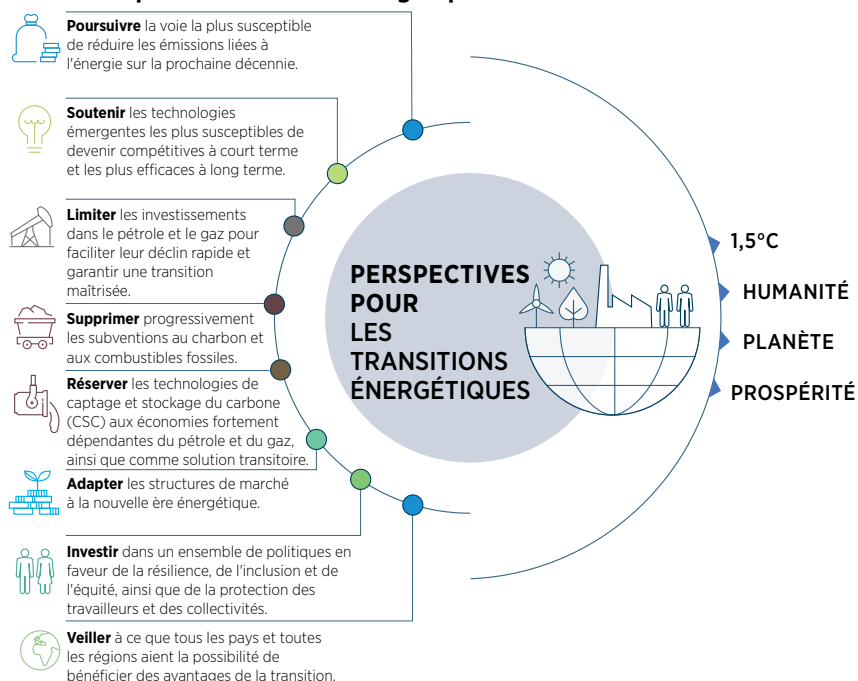 Poursuivre la voie la plus susceptible
de réduire les émissions liées à
l'énergie sur la prochaine décennie.
Soutenir les technologies
émergentes les plus susceptibles de
devenir compétitives à court terme
et les plus efficaces à long terme.
Limiter les investissements
dans le pétrole et le gaz pour
faciliter leur déclin rapide et
garantir une transition
maîtrisée.
Supprimer progressivement
les subventions au charbon et
aux combustibles fossiles.
Réserver les technologies de
captage et stockage du carbone
(CSC) aux économies fortement
dépendantes du pétrole et du gaz,
ainsi que comme solution transitoire.
Adapter les structures de marché
à la nouvelle ère énergétique.
Investir dans un ensemble de politiques en
faveur de la résilience, de l'inclusion et de
l'équité, ainsi que de la protection des
travailleurs et des collectivités.
Veiller à ce que tous les pays et toutes
les régions aient la possibilité de
bénéficier des avantages de la transition.
PERSPECTIVES
POUR
LES
TRANSITIONS
ÉNERGÉTIQUES
1,5°C
HUMANITÉ
PLANÈTE
PROSPÉRITÉ